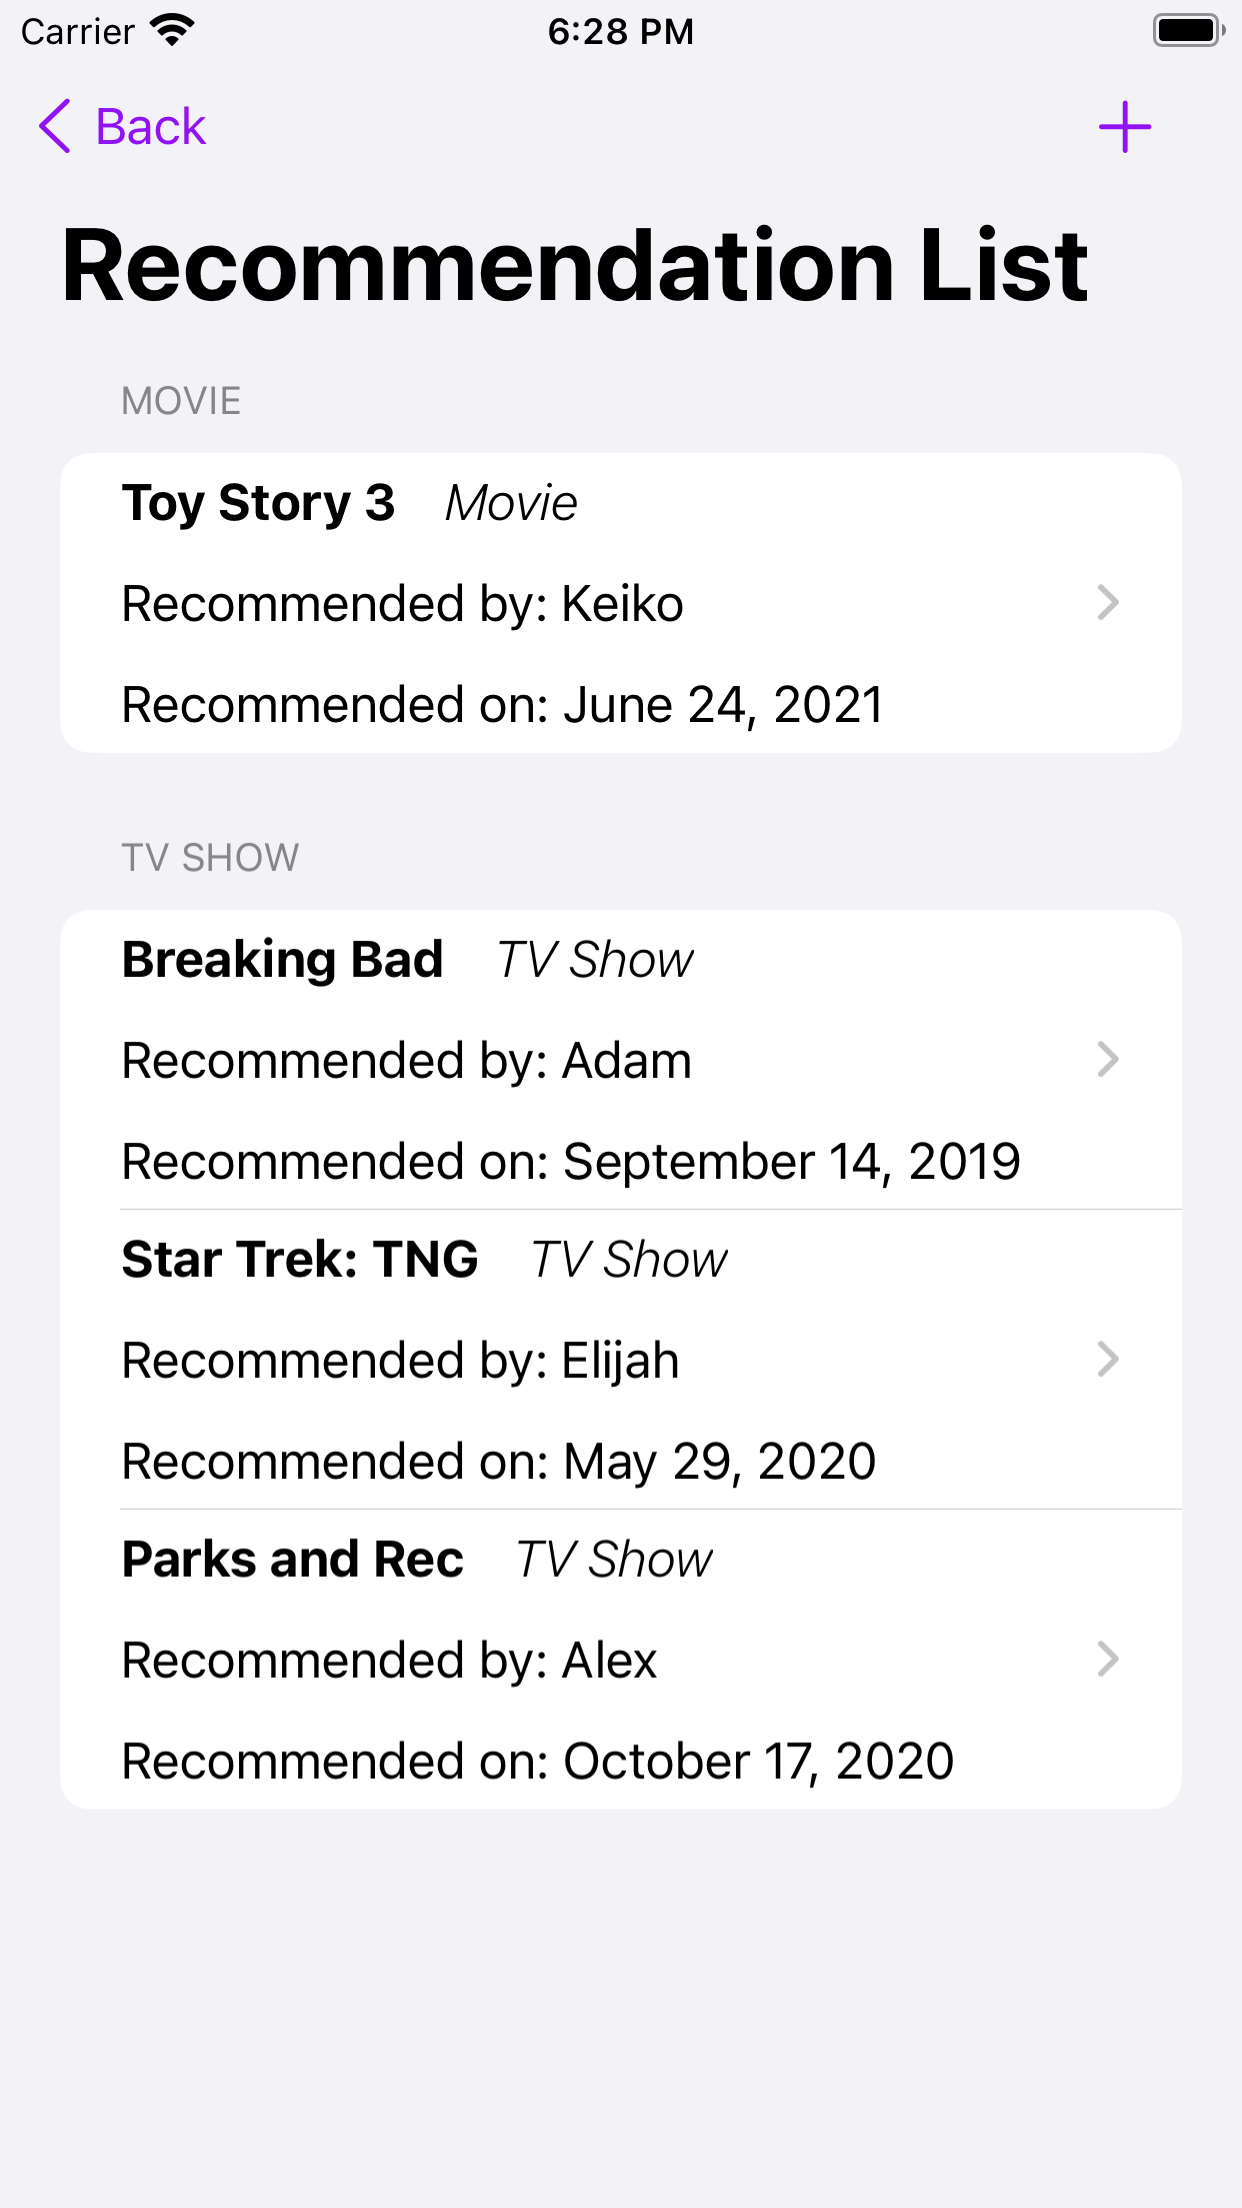 Carrier 6:28 PM
Back
Recommendation List
MOVIE
Toy Story 3 Movie
Recommended by: Keiko
Recommended on: June 24, 2021
TV SHOW
Breaking Bad TV Show
Recommended by: Adam
Recommended on: September 14, 2019
Star Trek: TNG TV Show
Recommended by: Elijah
Recommended on: May 29, 2020
Parks and Rec TV Show
Recommended by: Alex
Recommended on: October 17, 2020